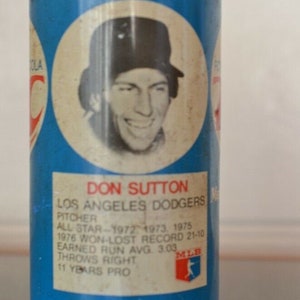 DON SUTTON
LOS ANGELES DODGERS
PITCHER
ALL STAR-1972, 1973, 1975
1976 WON-LOST RECORD 21-10
EARNED RUN AVG. 3.03
THROWS RIGHT
11 YEARS PRO
MLB